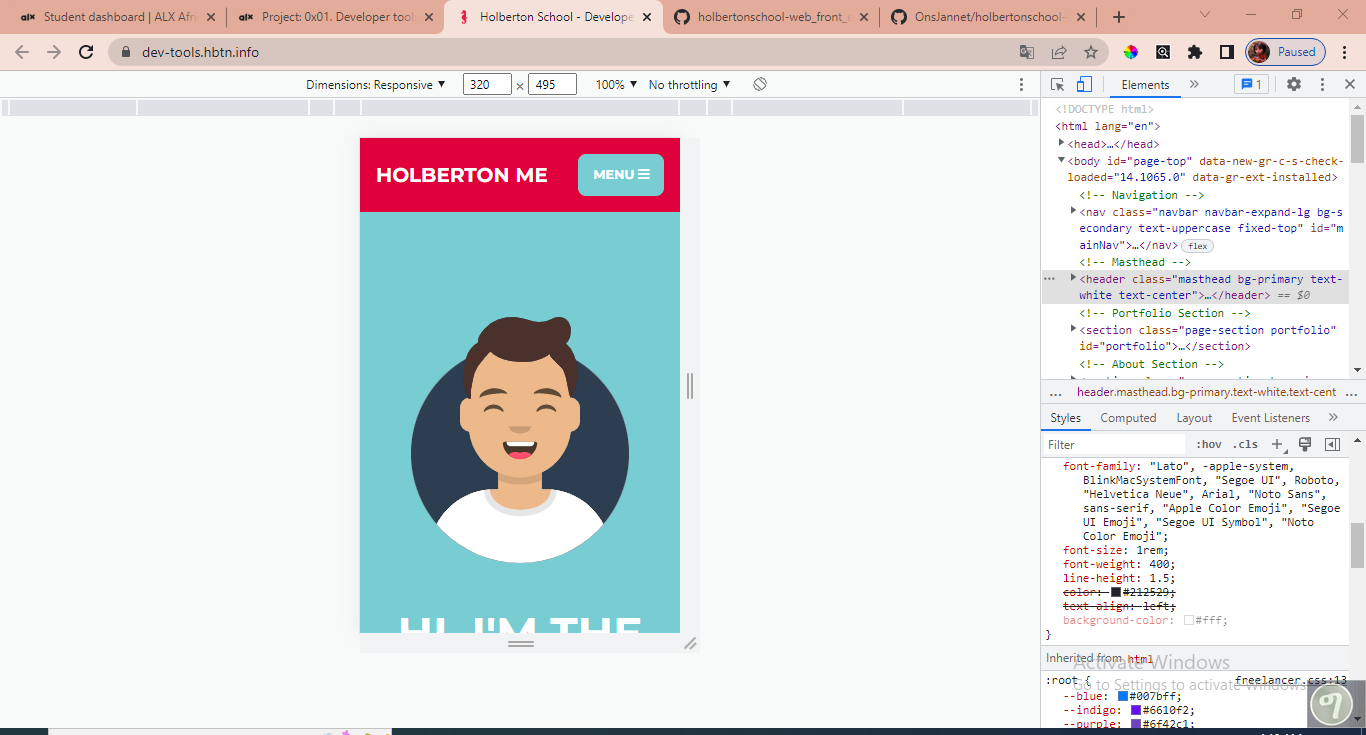 Student dashboard | ALX Afri
Project: 0x01. Developer tools
Holberton School - Develope
holbertonschool-web_front_e
OnsJannet/holbertonschool-
dev-tools.hbtn.info
Paused
Dimensions: Responsive ▼ 320 × 495 100% ▼ No throttling ▼
Elements » 1
<!DOCTYPE html>
<html lang="en">
<head>…</head>
<body id="page-top" data-new-gr-c-s-check-
loaded="14.1065.0" data-gr-ext-installed>
<!-- Navigation -->
<nav class="navbar navbar-expand-lg bg-s
econdary text-uppercase fixed-top" id="m
ainNav">…</nav> flex
<!-- Masthead -->
<header class="masthead bg-primary text-
white text-center">…</header> == $0
<!-- Portfolio Section -->
<section class="page-section portfolio"
id="portfolio">…</section>
<!-- About Section -->
… header.masthead.bg-primary.text-white.text-cent …
Styles Computed Layout Event Listeners »
Filter :hov .cls +
font-family: "Lato", -apple-system,
BlinkMacSystemFont, "Segoe UI", Roboto,
"Helvetica Neue", Arial, "Noto Sans",
sans-serif, "Apple Color Emoji", "Segoe
UI Emoji", "Segoe UI Symbol", "Noto
Color Emoji";
font-size: 1rem;
font-weight: 400;
line-height: 1.5;
color: #212529;
text-align: left;
background-color: #fff;
}
Inherited from html
:root { freelancer.css:13
--blue: #007bff;
--indigo: #6610f2;
--purple: #6f42c1;
Activate Windows
Go to Settings to activate Windows
HOLBERTON ME
MENU
HI, I'M THE